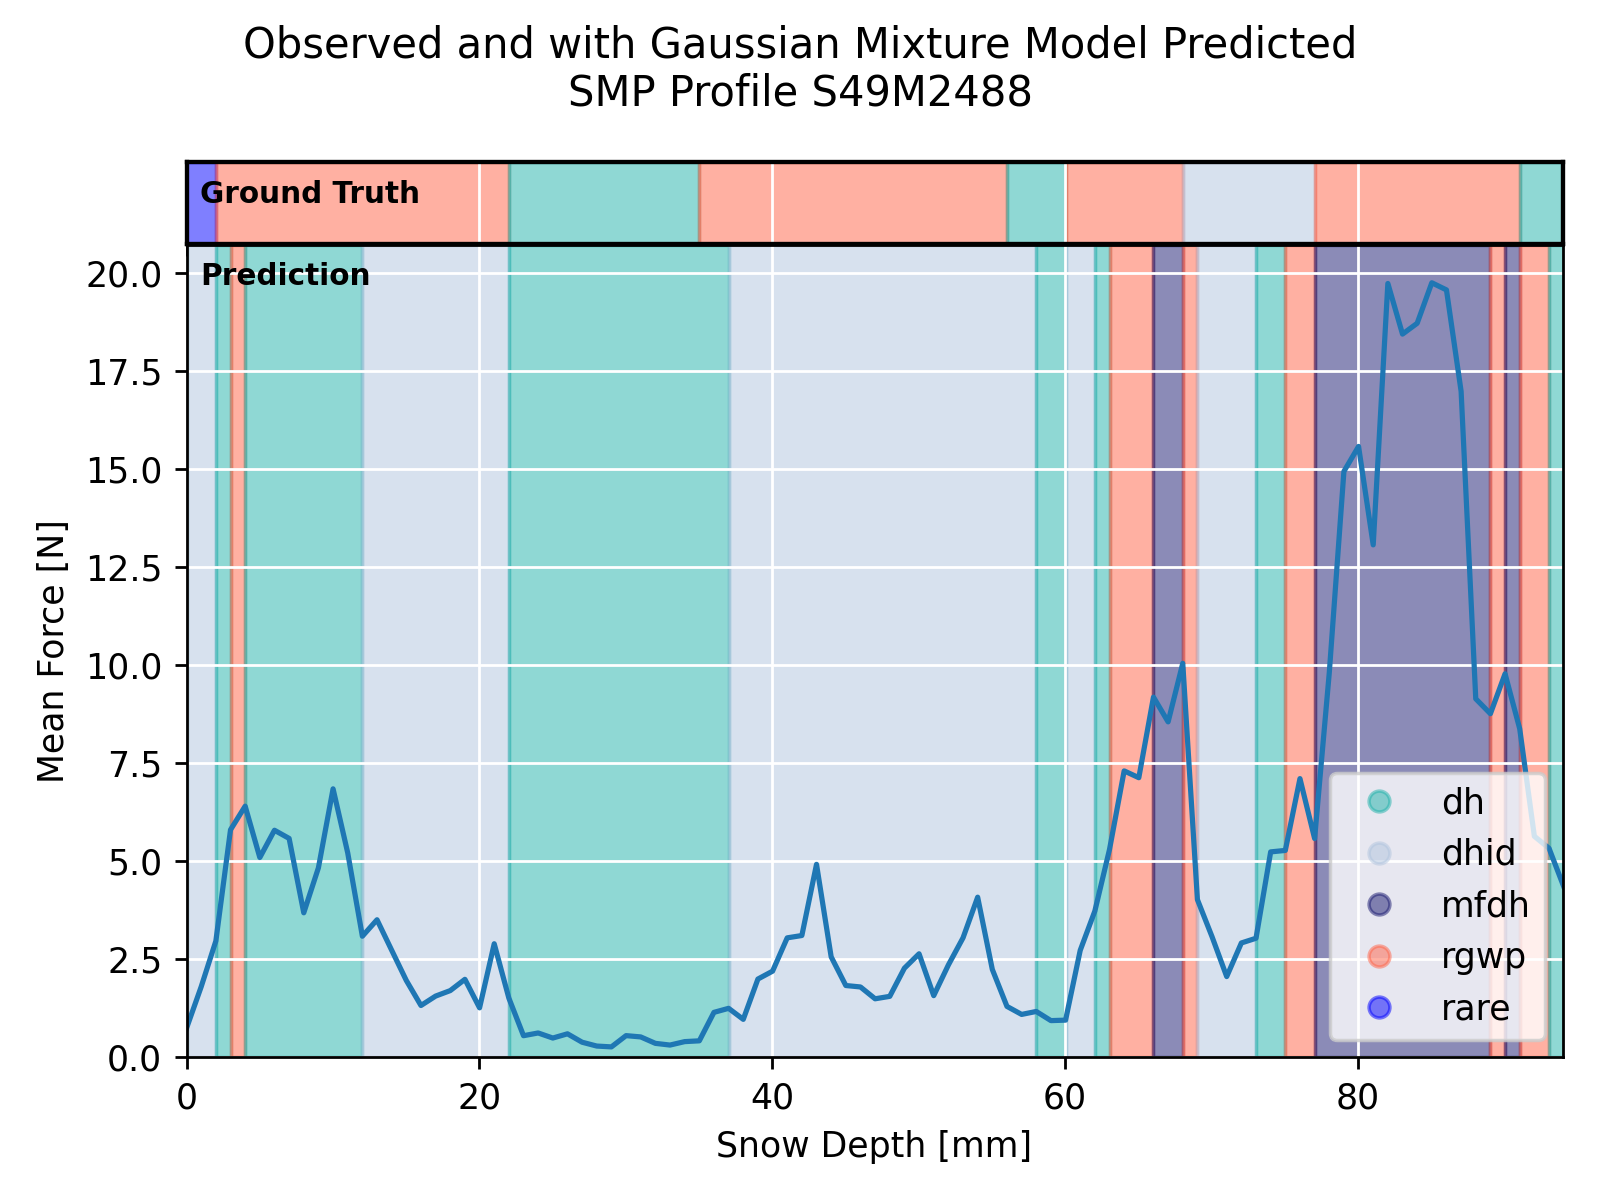 Observed and with Gaussian Mixture Model Predicted
SMP Profile S49M2488
Ground Truth
Prediction
20.0
17.5
15.0
12.5
10.0
7.5
5.0
2.5
0.0
Mean Force [N]
dh
dhid
mfdh
rgwp
rare
0 20 40 60 80
Snow Depth [mm]